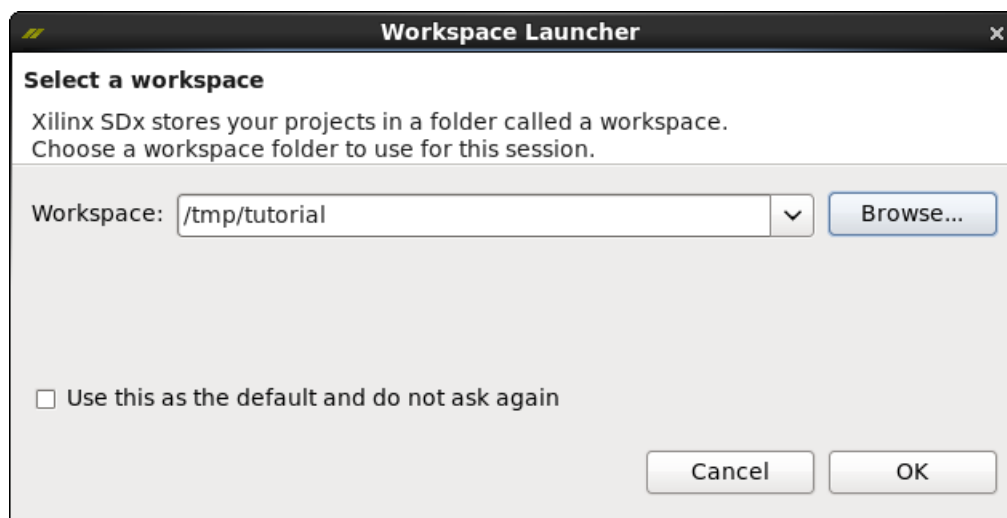 Workspace Launcher
Select a workspace
Xilinx SDx stores your projects in a folder called a workspace.
Choose a workspace folder to use for this session.
Workspace: /tmp/tutorial Browse...
Use this as the default and do not ask again
Cancel OK